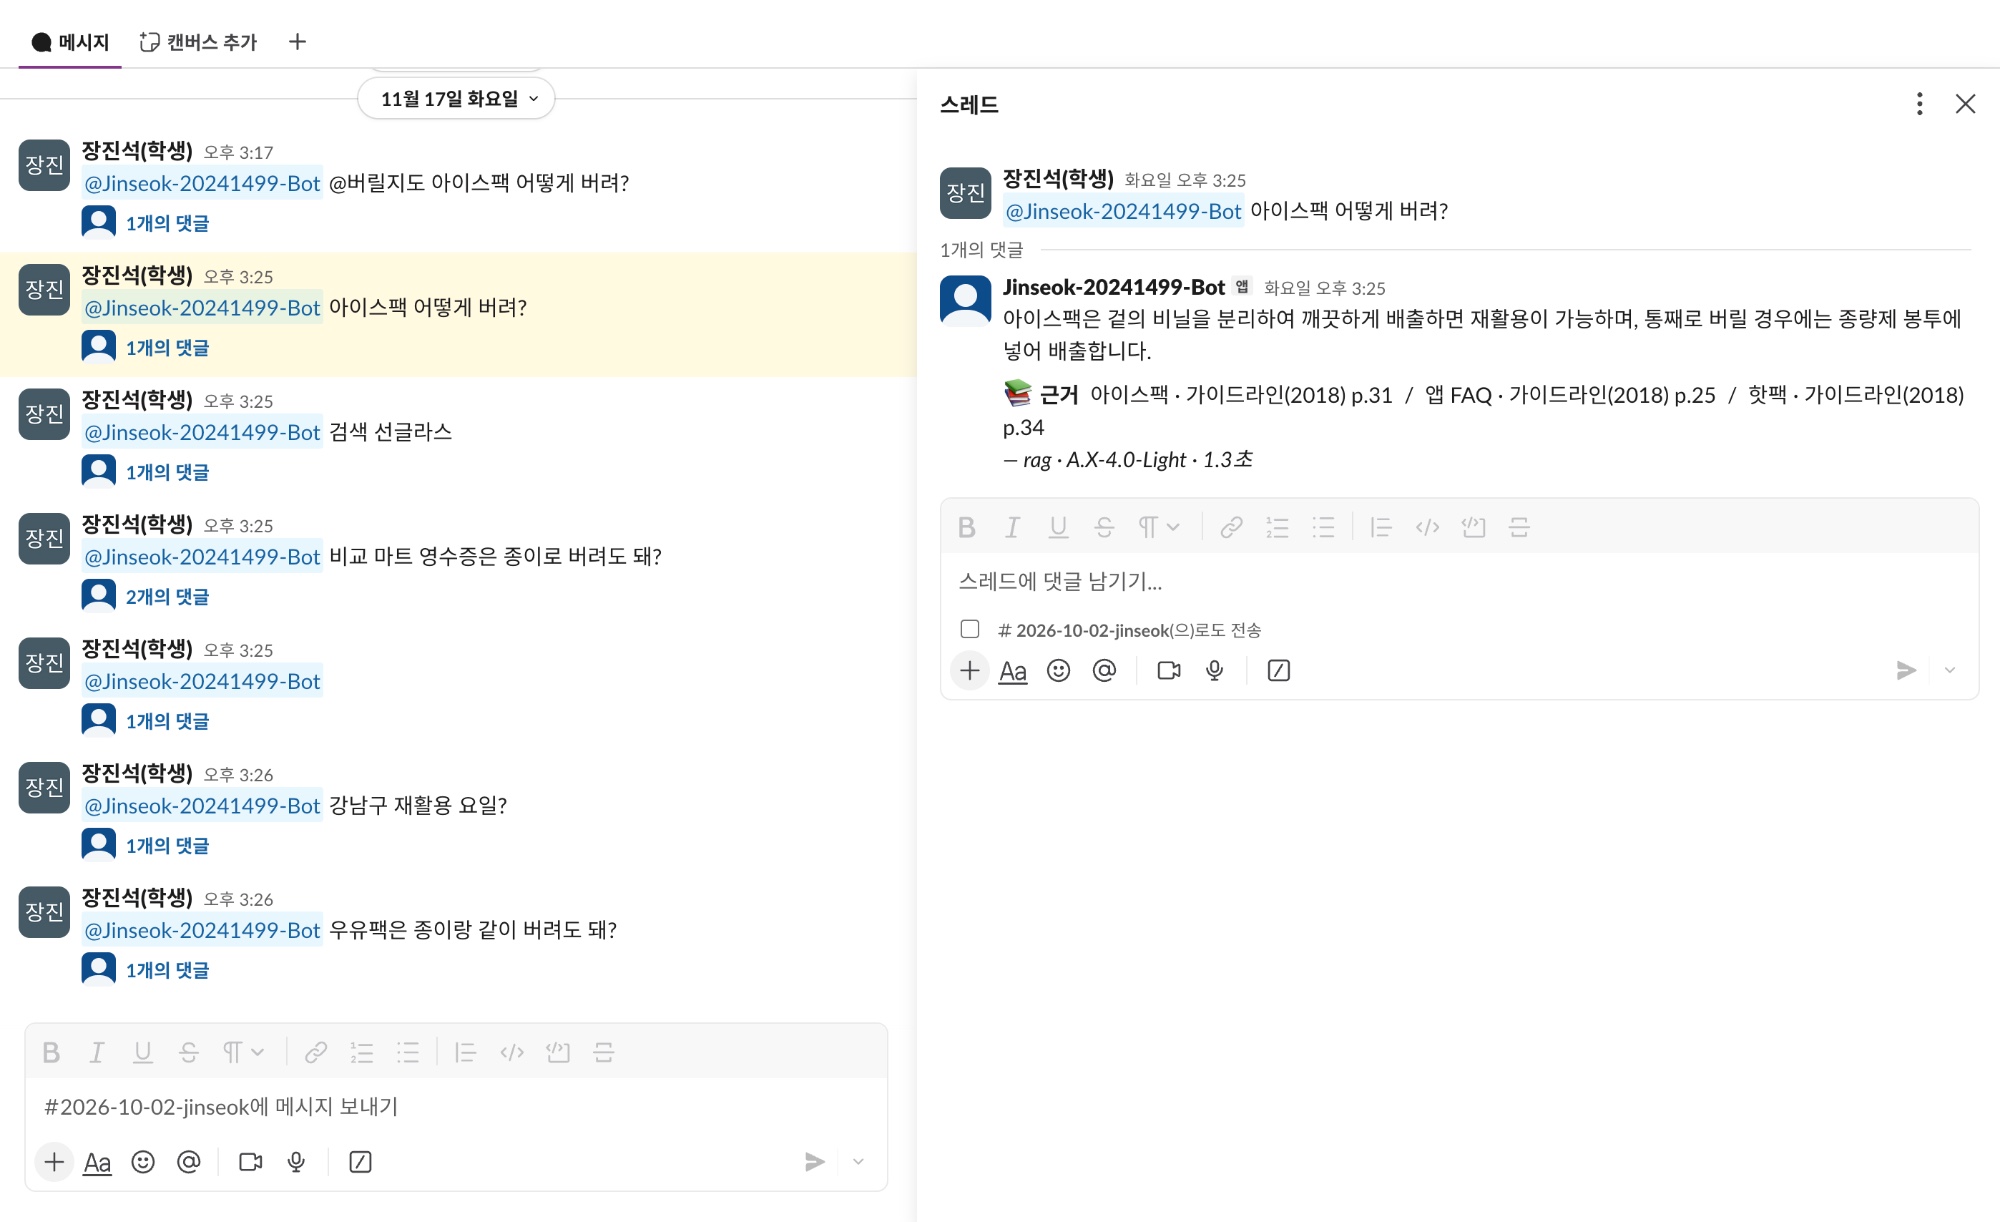 메시지 캔버스 추가
11월 17일 화요일
장진 장진석(학생) 오후 3:17
@Jinseok-20241499-Bot @버릴지도 아이스팩 어떻게 버려?
1개의 댓글
장진 장진석(학생) 오후 3:25
@Jinseok-20241499-Bot 아이스팩 어떻게 버려?
1개의 댓글
장진 장진석(학생) 오후 3:25
@Jinseok-20241499-Bot 검색 선글라스
1개의 댓글
장진 장진석(학생) 오후 3:25
@Jinseok-20241499-Bot 비교 마트 영수증은 종이로 버려도 돼?
2개의 댓글
장진 장진석(학생) 오후 3:25
@Jinseok-20241499-Bot
1개의 댓글
장진 장진석(학생) 오후 3:26
@Jinseok-20241499-Bot 강남구 재활용 요일?
1개의 댓글
장진 장진석(학생) 오후 3:26
@Jinseok-20241499-Bot 우유팩은 종이랑 같이 버려도 돼?
1개의 댓글
#2026-10-02-jinseok에 메시지 보내기
Aa
스레드
장진 장진석(학생) 화요일 오후 3:25
@Jinseok-20241499-Bot 아이스팩 어떻게 버려?
1개의 댓글
Jinseok-20241499-Bot 앱 화요일 오후 3:25
아이스팩은 겉의 비닐을 분리하여 깨끗하게 배출하면 재활용이 가능하며, 통째로 버릴 경우에는 종량제 봉투에
넣어 배출합니다.
📚 근거 아이스팩 · 가이드라인(2018) p.31 / 앱 FAQ · 가이드라인(2018) p.25 / 핫팩 · 가이드라인(2018)
p.34
— rag · A.X-4.0-Light · 1.3초
스레드에 댓글 남기기...
# 2026-10-02-jinseok(으)로도 전송
Aa